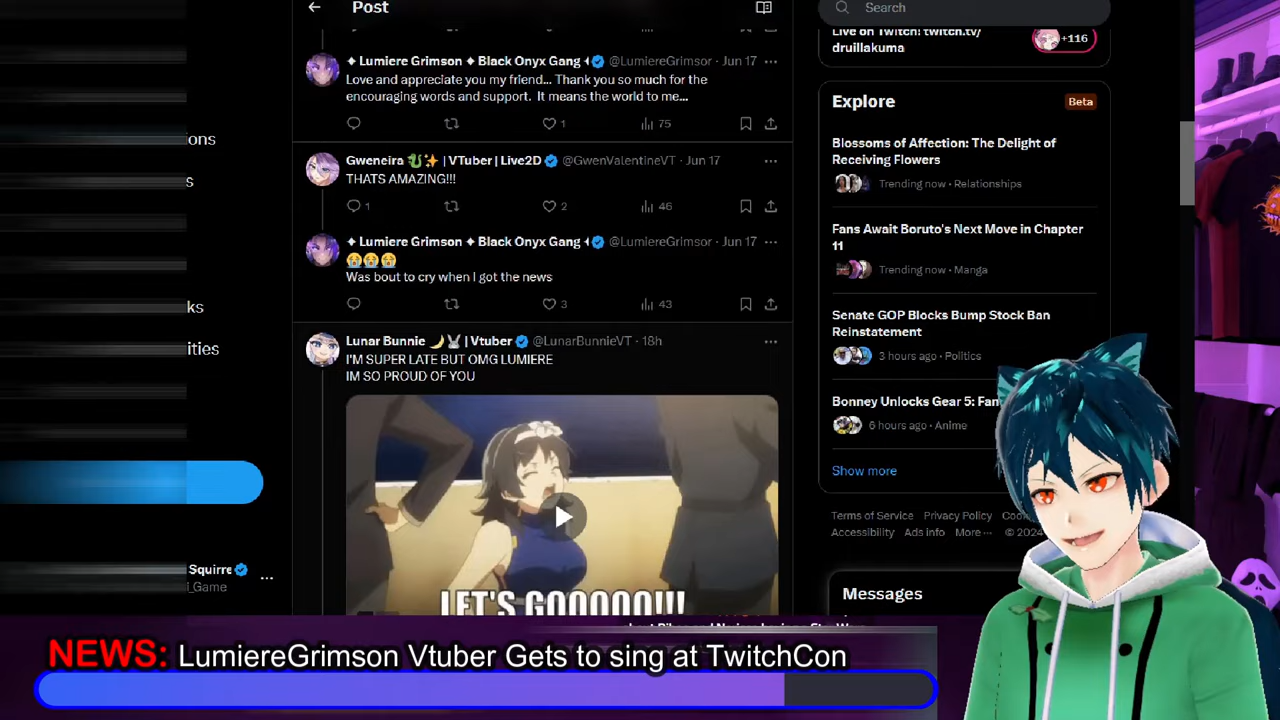 Post
Search
✦ Lumiere Grimson ✦ Black Onyx Gang @LumiereGrimsor · Jun 17
Love and appreciate you my friend... Thank you so much for the
encouraging words and support. It means the world to me...
1
75
Gweneira 🐉✨ | VTuber | Live2D @GwenValentineVT · Jun 17
THATS AMAZING!!!
1
2
46
✦ Lumiere Grimson ✦ Black Onyx Gang @LumiereGrimsor · Jun 17
😭😭😭
Was bout to cry when I got the news
3
43
Lunar Bunnie 🌙🐰 | Vtuber @LunarBunnieVT · 18h
I'M SUPER LATE BUT OMG LUMIERE
IM SO PROUD OF YOU
LET'S GOOOOO!!!
ions
s
ks
ities
Squirre
_Game
Live on Twitch! twitch.tv/
druillakuma
+116
Explore
Beta
Blossoms of Affection: The Delight of
Receiving Flowers
Trending now · Relationships
Fans Await Boruto's Next Move in Chapter
11
Trending now · Manga
Senate GOP Blocks Bump Stock Ban
Reinstatement
3 hours ago · Politics
Bonney Unlocks Gear 5: Fan
6 hours ago · Anime
Show more
Terms of Service Privacy Policy Cook
Accessibility Ads info More ··· © 2024
Messages
NEWS: LumiereGrimson Vtuber Gets to sing at TwitchCon